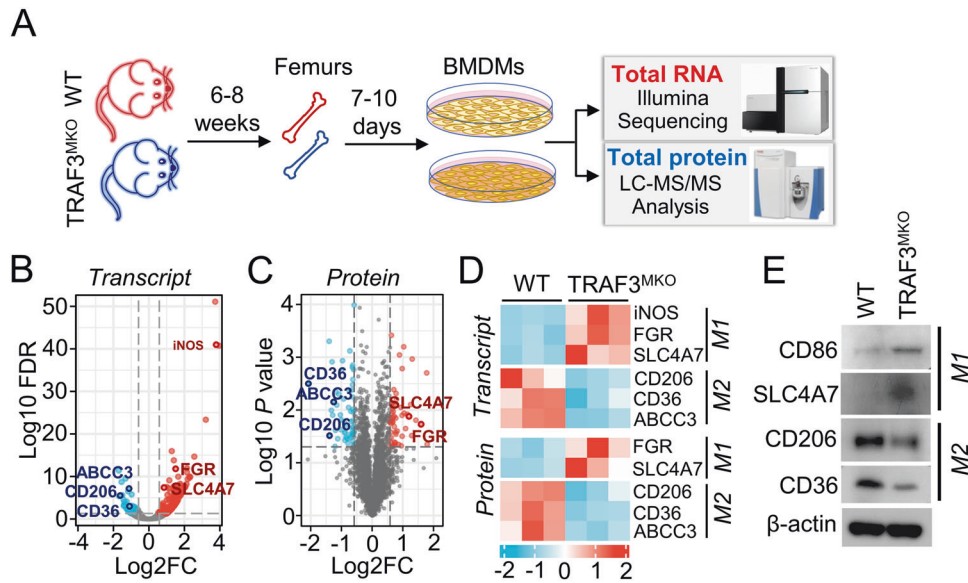 A
TRAF3MKO WT
6-8
weeks
Femurs
7-10
days
BMDMs
Total RNA
Illumina
Sequencing
Total protein
LC-MS/MS
Analysis
B
Transcript
Log10 FDR
50
40
30
20
10
0
iNOS
FGR
SLC4A7
ABCC3
CD206
CD36
-4 -2 0 2 4
Log2FC
C
Protein
Log10 P value
4
3
2
1
0
CD36
ABCC3
CD206
SLC4A7
FGR
-2 -1 0 1 2
Log2FC
D
WT TRAF3MKO
Transcript
iNOS
FGR
SLC4A7
M1
CD206
CD36
ABCC3
M2
Protein
FGR
SLC4A7
M1
CD206
CD36
ABCC3
M2
-2 -1 0 1 2
E
WT
TRAF3MKO
CD86
SLC4A7
M1
CD206
CD36
M2
β-actin